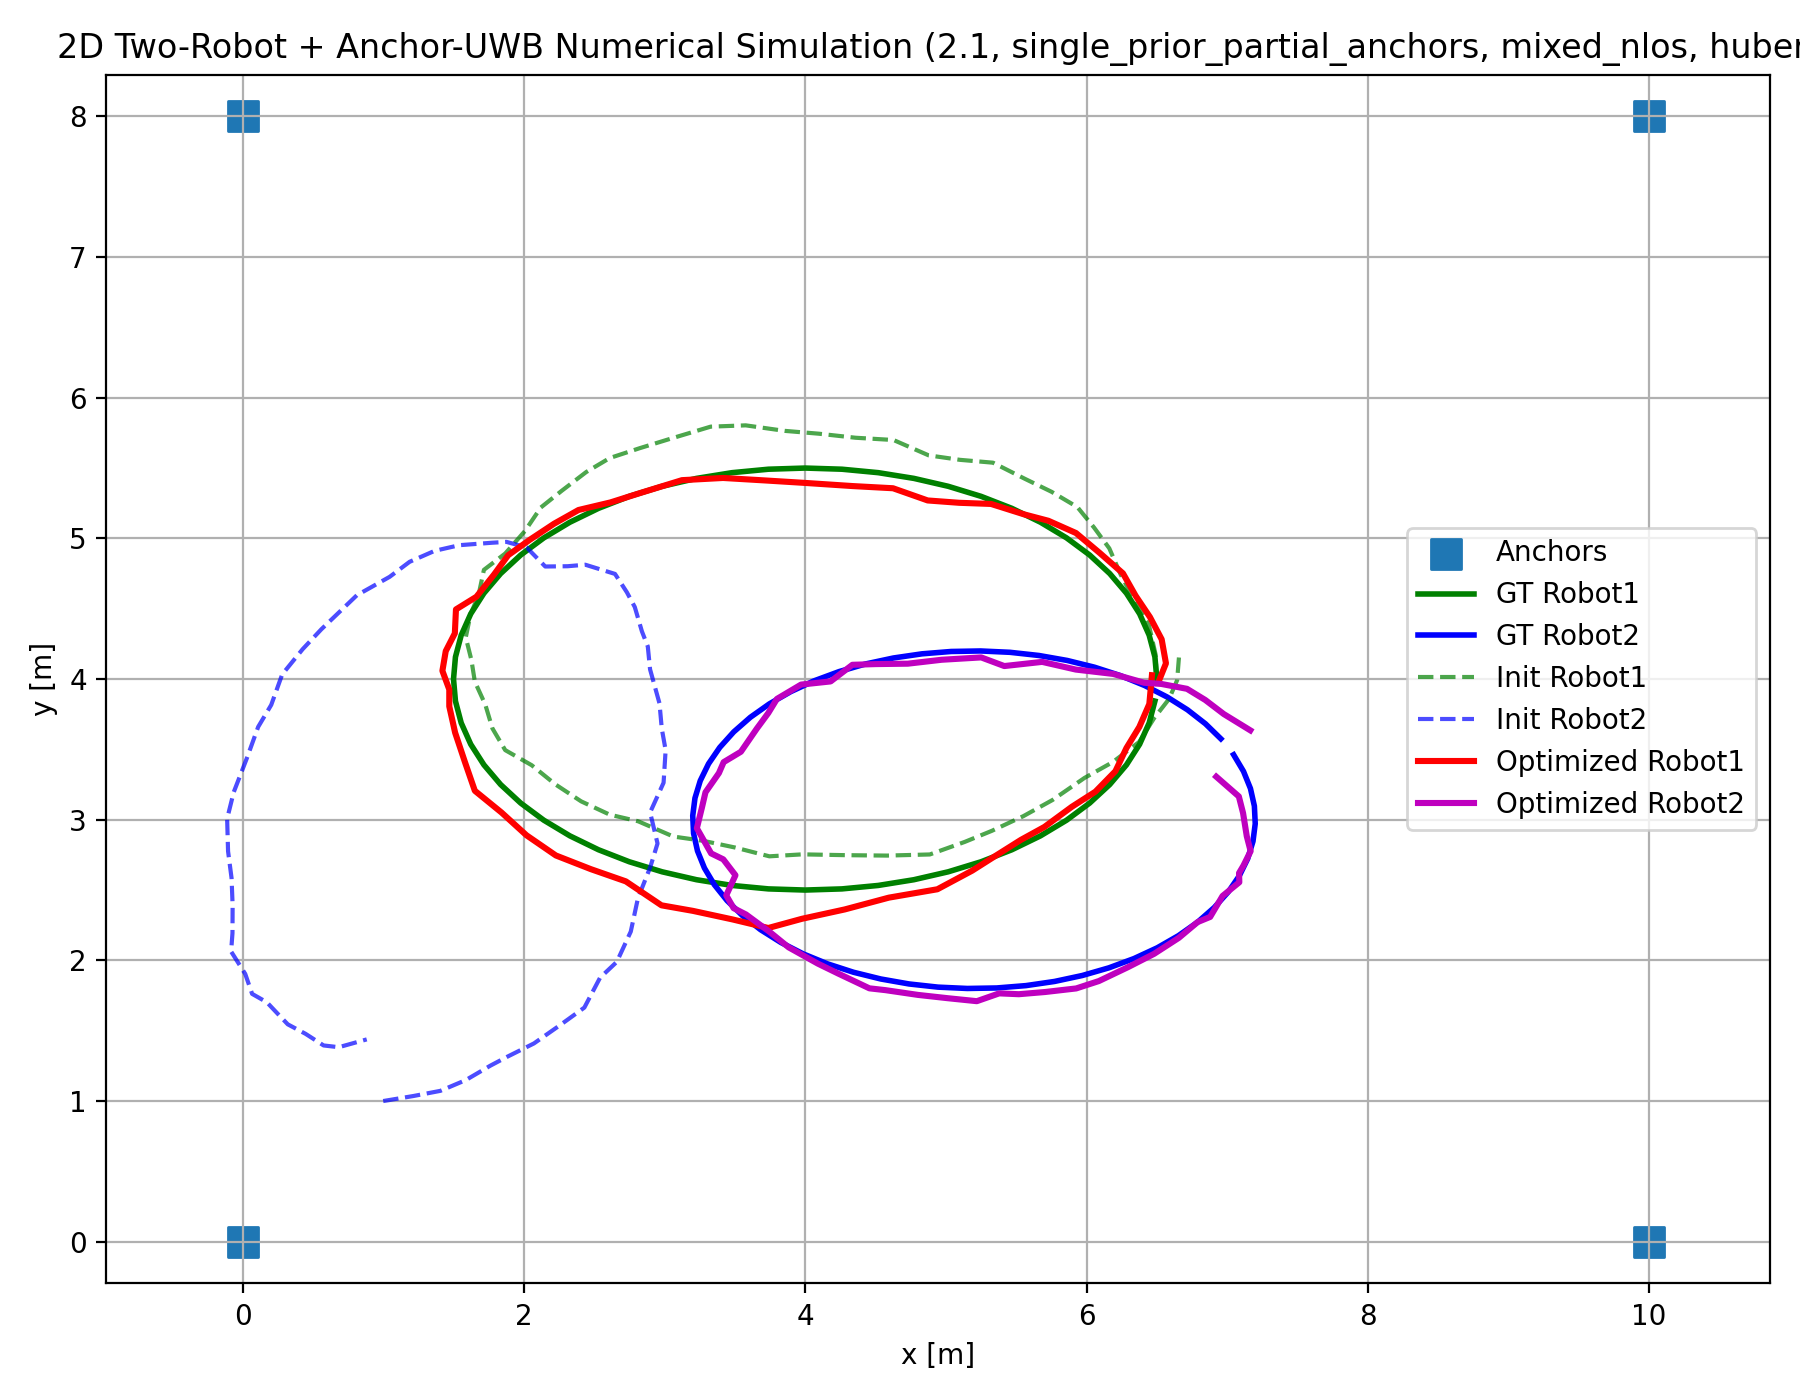 2D Two-Robot + Anchor-UWB Numerical Simulation (2.1, single_prior_partial_anchors, mixed_nlos, huber
8
7
6
5
4
3
2
1
0
y [m]
Anchors
GT Robot1
GT Robot2
Init Robot1
Init Robot2
Optimized Robot1
Optimized Robot2
0 2 4 6 8 10
x [m]